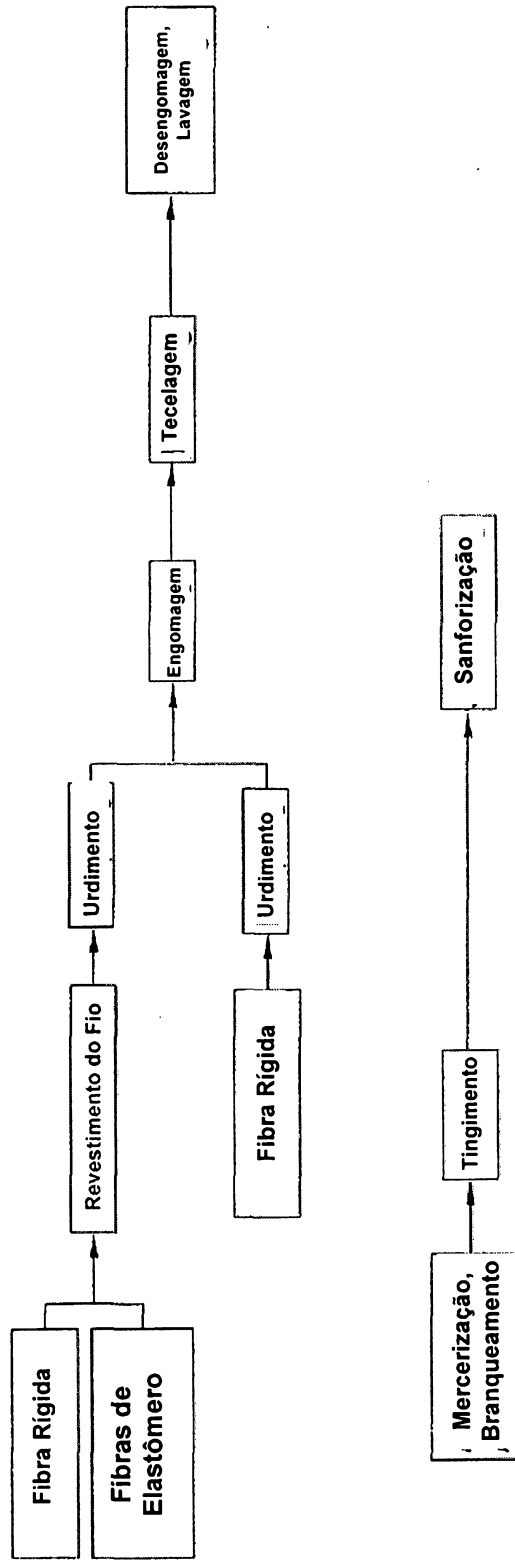 Fibra Rígida
Fibras de
Elastômero
Revestimento do Fio
Urdimento
Fibra Rígida
Urdimento
Engomagem
Tecelagem
Desengomagem,
Lavagem
Mercerização,
Branqueamento
Tingimento
Sanforização